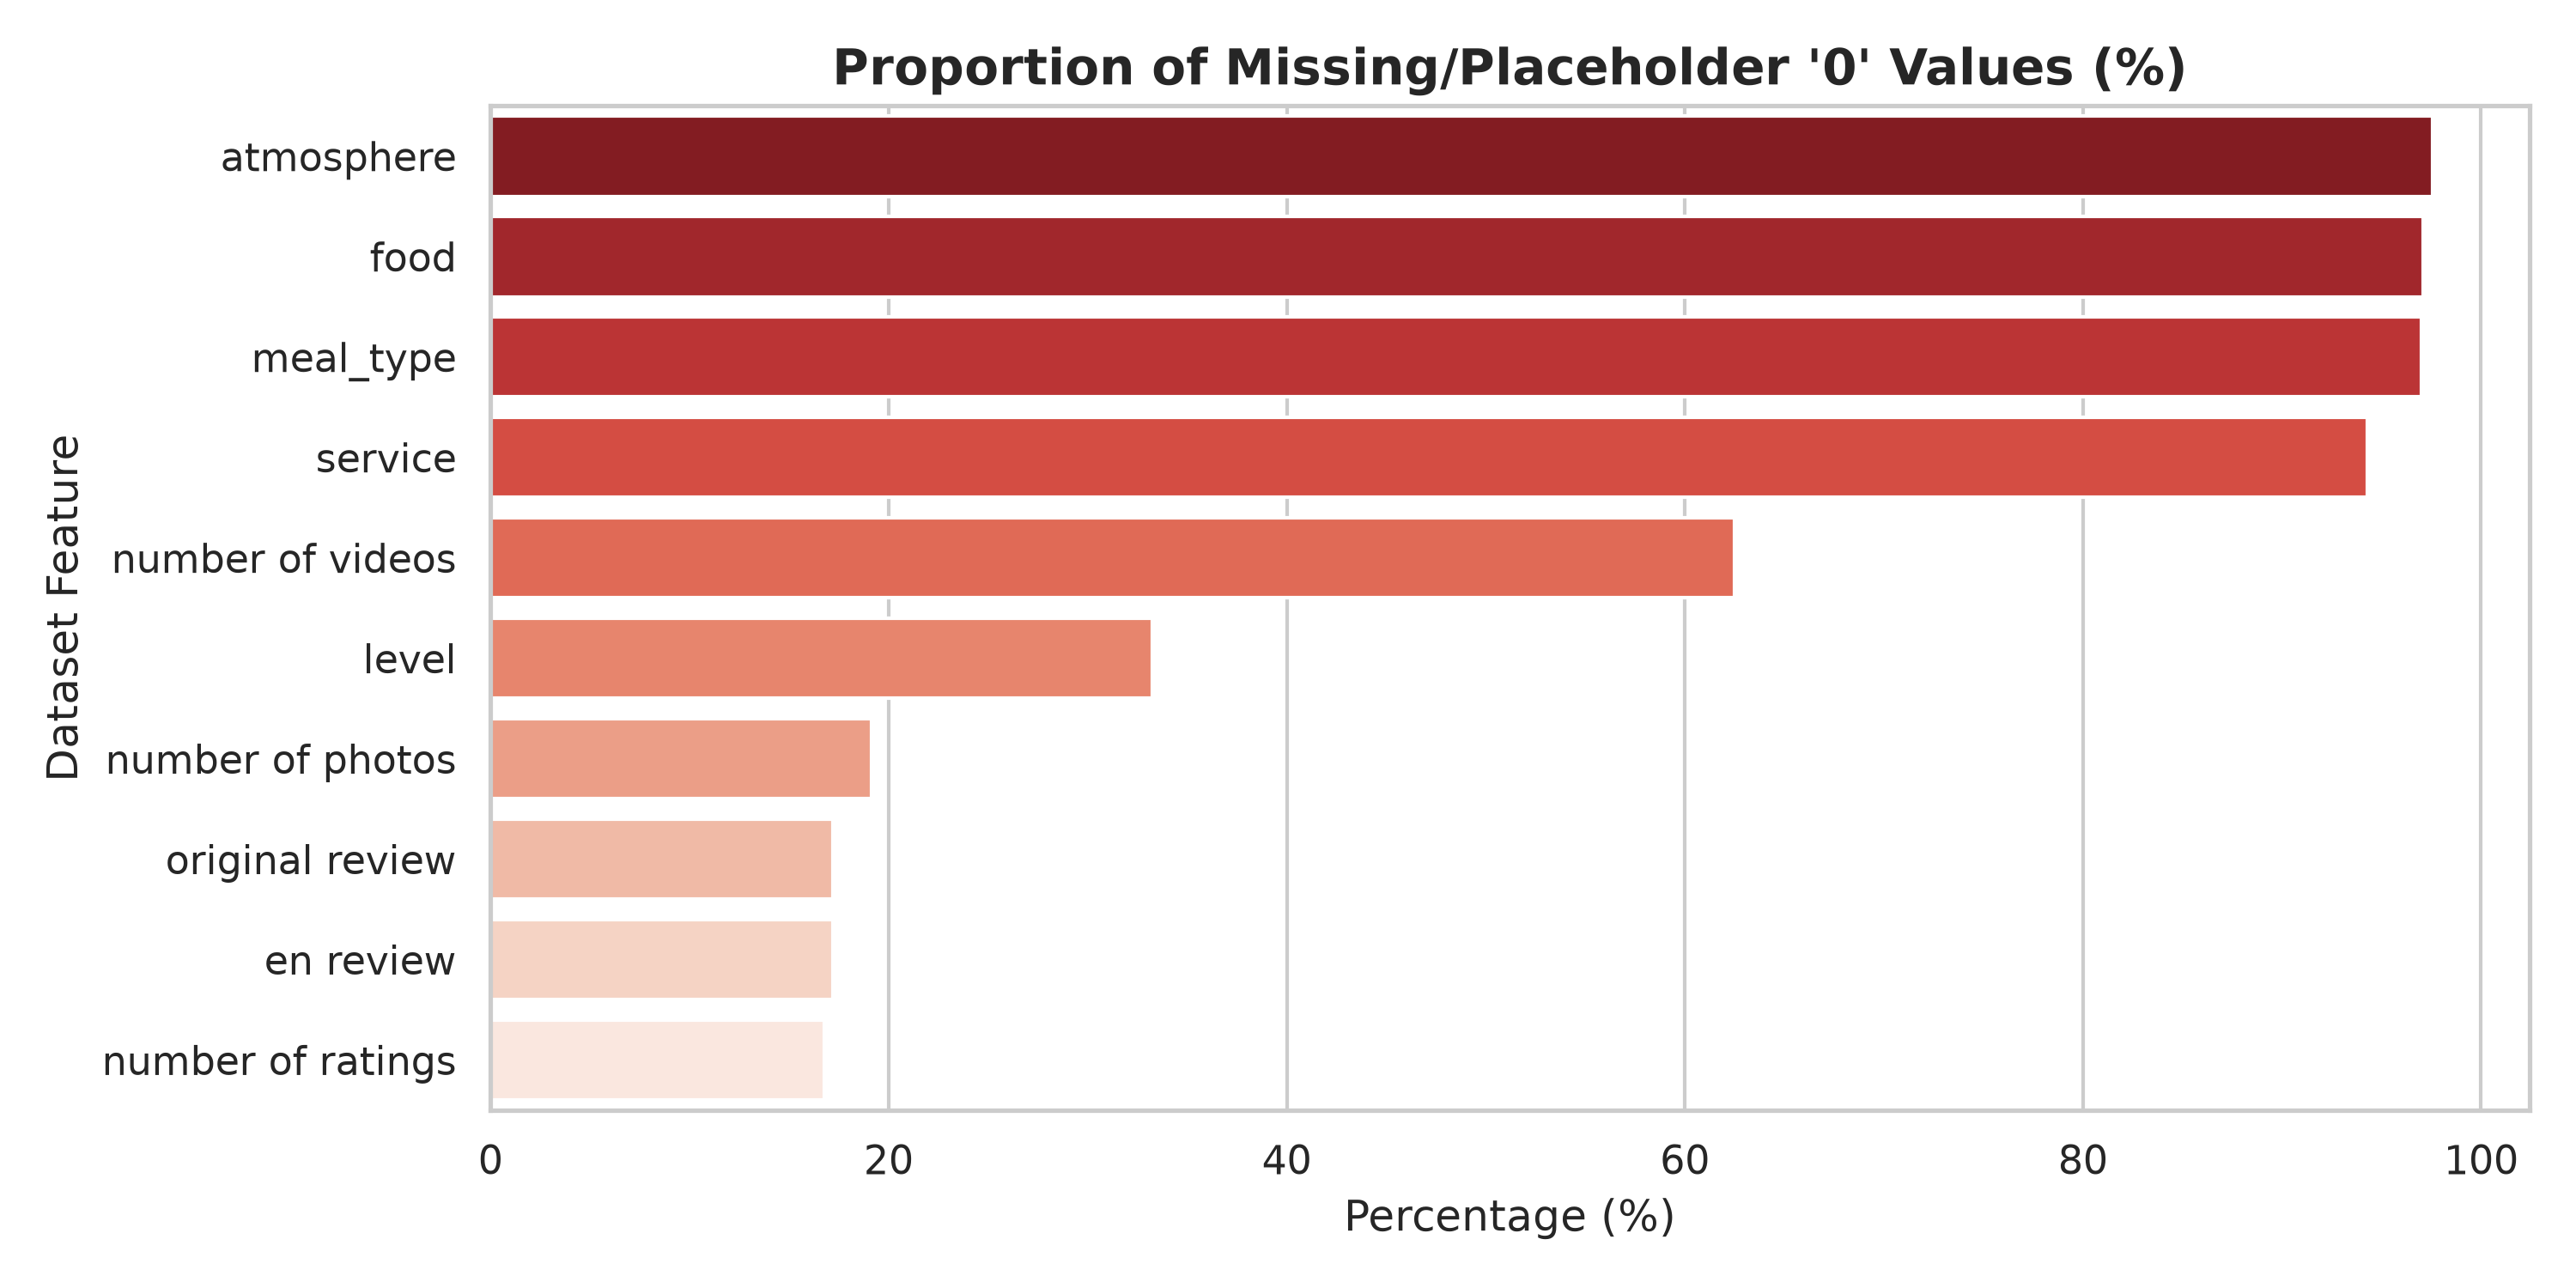 Proportion of Missing/Placeholder '0' Values (%)
Dataset Feature
atmosphere
food
meal_type
service
number of videos
level
number of photos
original review
en review
number of ratings
0 20 40 60 80 100
Percentage (%)